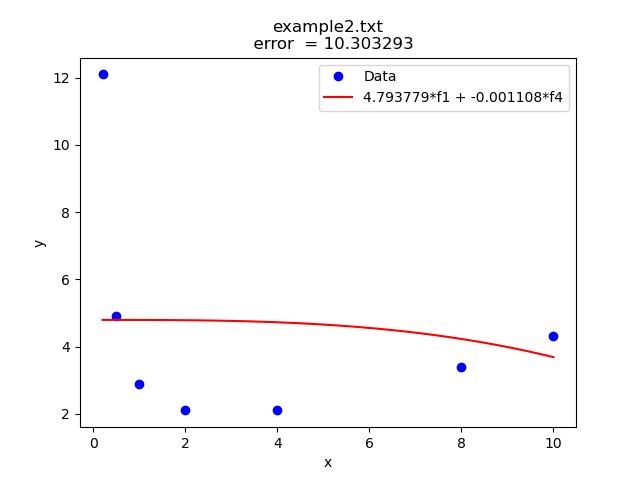 example2.txt
error  = 10.303293
Data
4.793779*f1 + -0.001108*f4
12
10
8
6
4
2
y
0
2
4
6
8
10
x